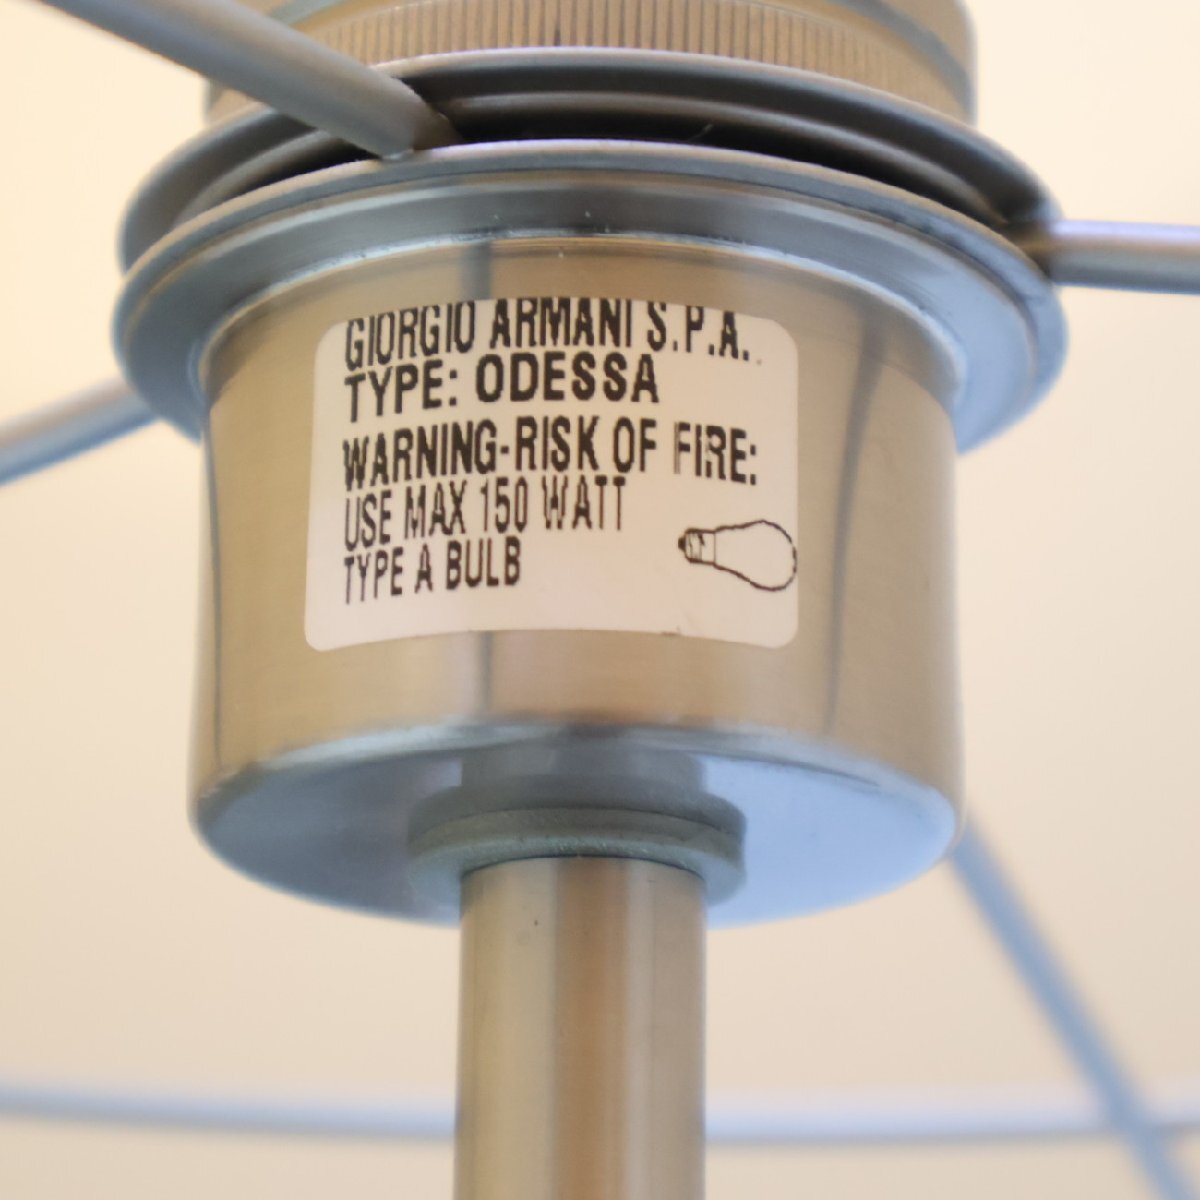 GIORGIO ARMANI S.P.A.
TYPE: ODESSA
WARNING-RISK OF FIRE:
USE MAX 150 WATT
TYPE A BULB